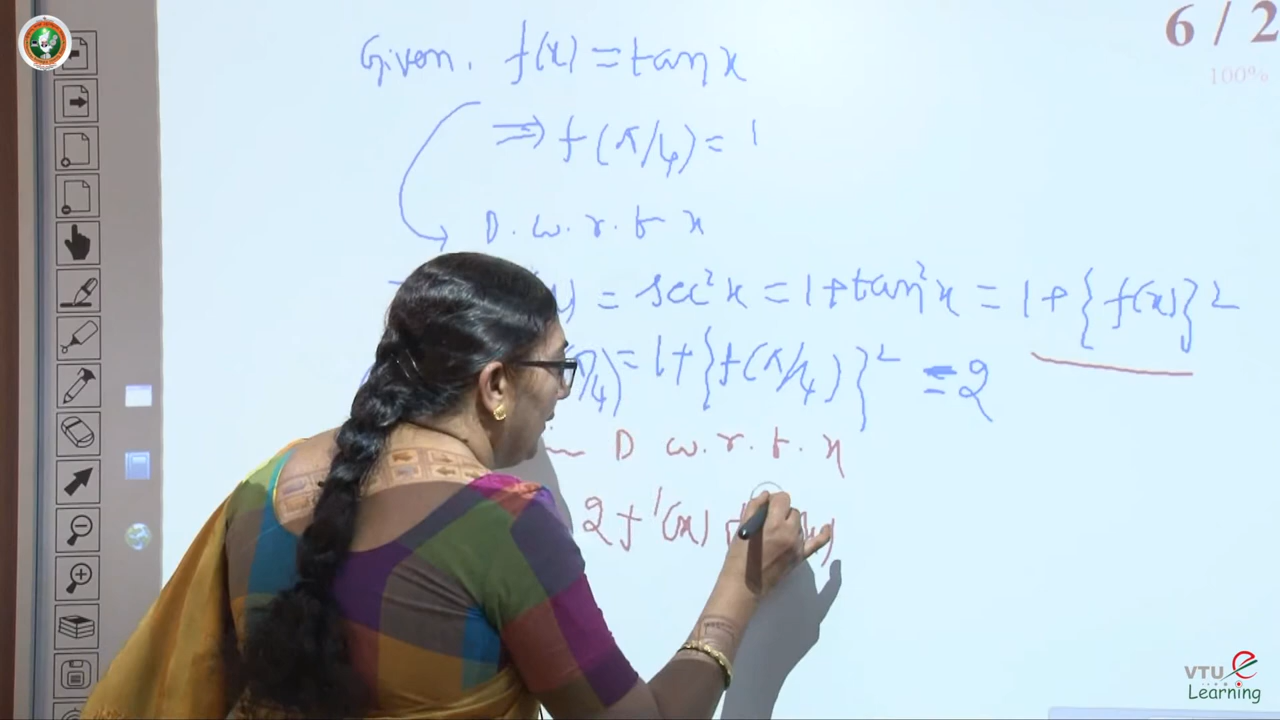 6 / 2
100%
Given. f(x) = tan x
⇒ f(π/4) = 1
D. w. r. t x
= sec²x = 1+tan²x = 1+{f(x)}²
(π/4) = 1+{f(π/4)}² = 2
D w. r. t. x
2 f'(x)
VTU e
Learning